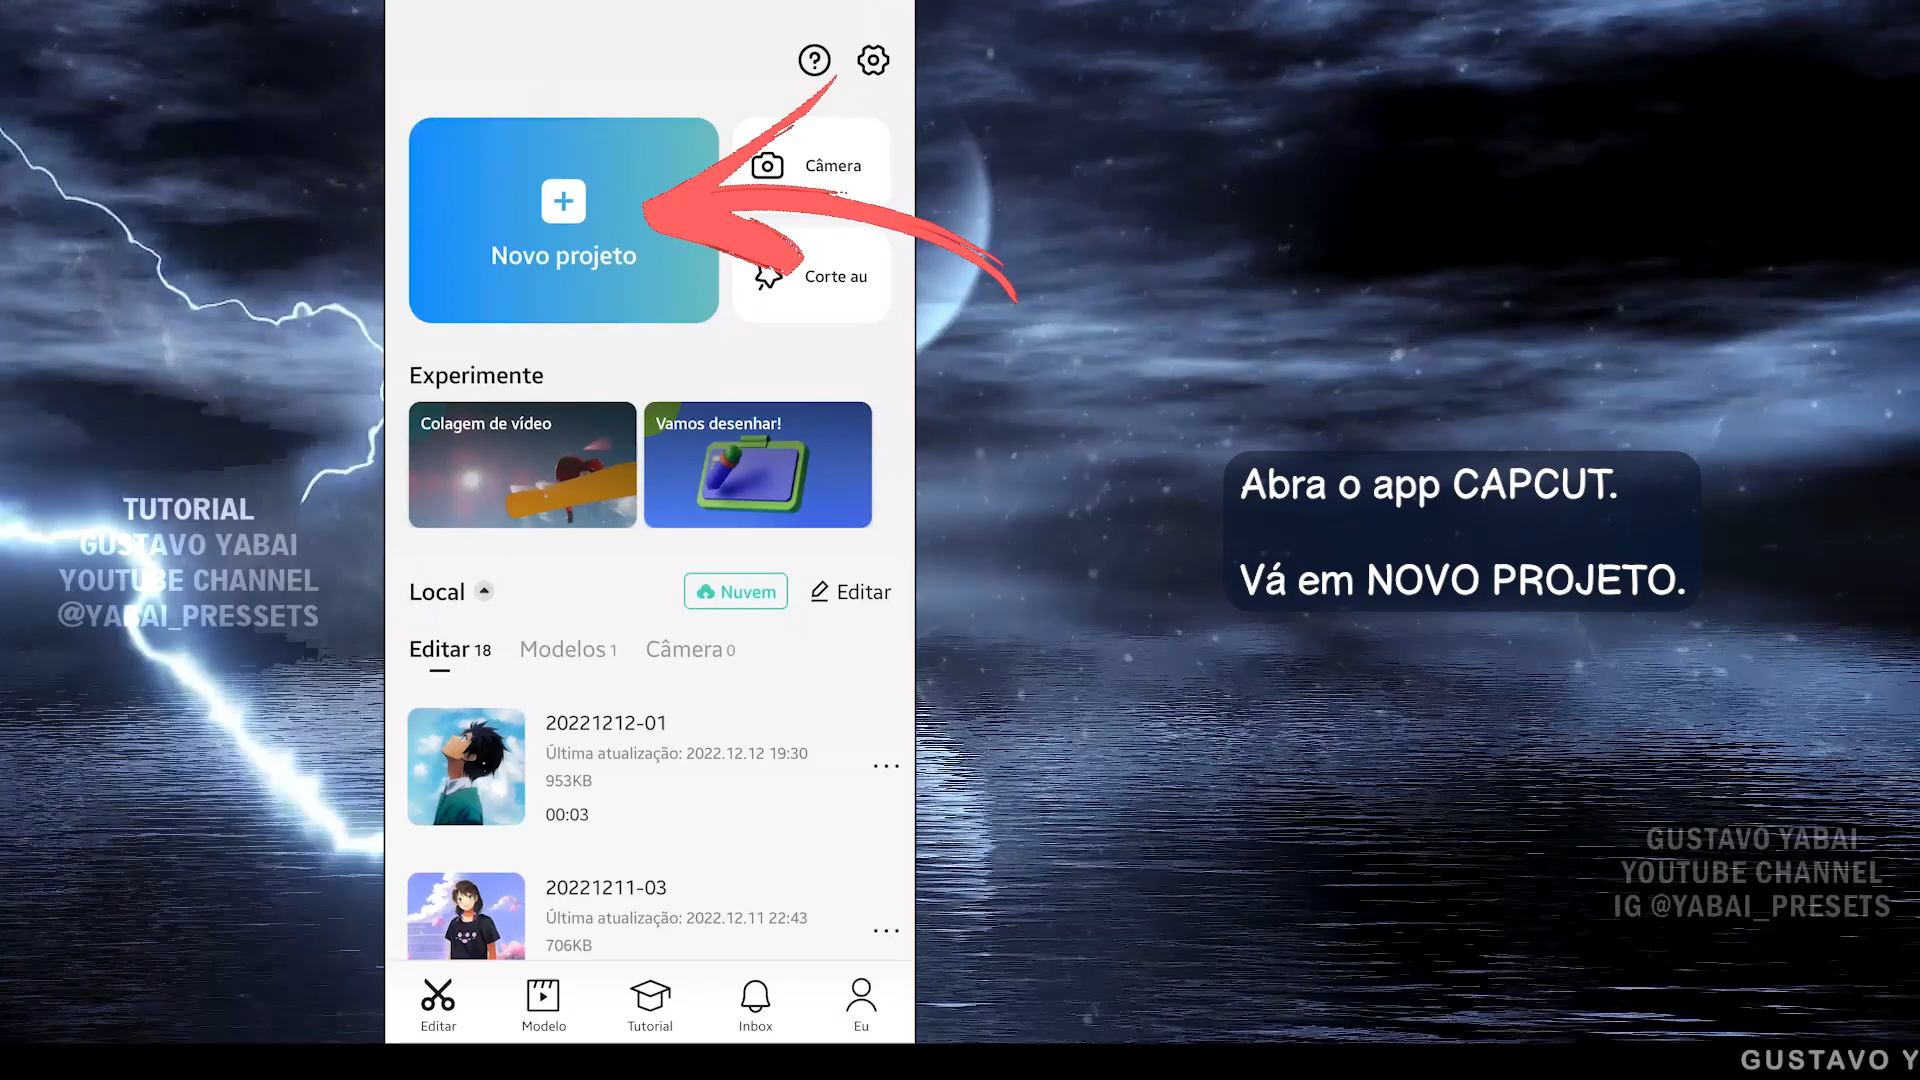 Novo projeto
Câmera
Corte au
Experimente
Colagem de vídeo
Vamos desenhar!
Local
Nuvem
Editar
Editar 18
Modelos 1
Câmera 0
20221212-01
Última atualização: 2022.12.12 19:30
953KB
00:03
20221211-03
Última atualização: 2022.12.11 22:43
706KB
Editar
Modelo
Tutorial
Inbox
Eu
TUTORIAL
GUSTAVO YABAI
YOUTUBE CHANNEL
@YABAI_PRESSETS
Abra o app CAPCUT.
Vá em NOVO PROJETO.
GUSTAVO YABAI
YOUTUBE CHANNEL
IG @YABAI_PRESETS
GUSTAVO Y